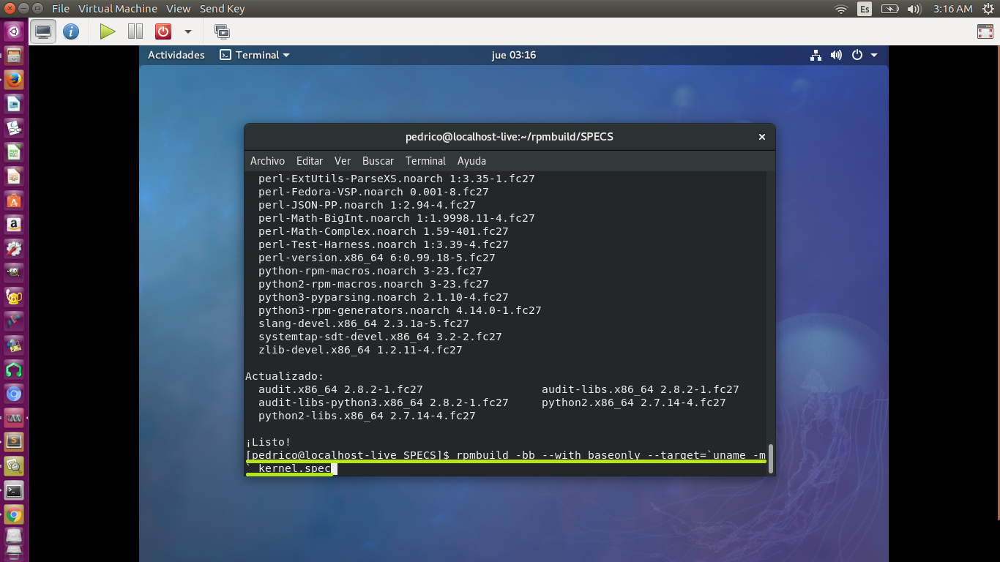 File Virtual Machine View Send Key
Es 3:16 AM
Actividades Terminal jue 03:16
pedrico@localhost-live:~/rpmbuild/SPECS
Archivo Editar Ver Buscar Terminal Ayuda
perl-ExtUtils-ParseXS.noarch 1:3.35-1.fc27
perl-Fedora-VSP.noarch 0.001-8.fc27
perl-JSON-PP.noarch 1:2.94-4.fc27
perl-Math-BigInt.noarch 1:1.9998.11-4.fc27
perl-Math-Complex.noarch 1.59-401.fc27
perl-Test-Harness.noarch 1:3.39-4.fc27
perl-version.x86_64 6:0.99.18-5.fc27
python-rpm-macros.noarch 3-23.fc27
python2-rpm-macros.noarch 3-23.fc27
python3-pyparsing.noarch 2.1.10-4.fc27
python3-rpm-generators.noarch 4.14.0-1.fc27
slang-devel.x86_64 2.3.1a-5.fc27
systemtap-sdt-devel.x86_64 3.2-2.fc27
zlib-devel.x86_64 1.2.11-4.fc27
Actualizado:
audit.x86_64 2.8.2-1.fc27 audit-libs.x86_64 2.8.2-1.fc27
audit-libs-python3.x86_64 2.8.2-1.fc27 python2.x86_64 2.7.14-4.fc27
python2-libs.x86_64 2.7.14-4.fc27
¡Listo!
[pedrico@localhost-live SPECS]$ rpmbuild -bb --with baseonly --target=`uname -m
` kernel.spec